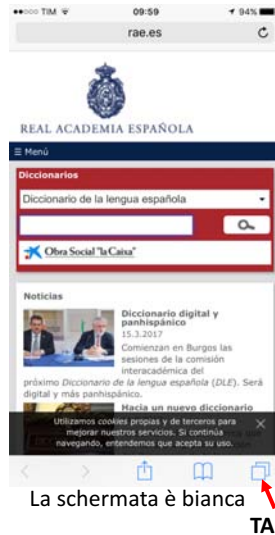 TIM 09:59 94%
rae.es
REAL ACADEMIA ESPAÑOLA
Menú
Diccionarios
Diccionario de la lengua española
Obra Social "la Caixa"
Noticias
Diccionario digital y
panhispánico
15.3.2017
Comienzan en Burgos las
sesiones de la comisión
interacadémica del
próximo Diccionario de la lengua española (DLE). Será
digital y más panhispánico.
Hacia un nuevo diccionario
Utilizamos cookies propias y de terceros para
mejorar nuestros servicios. Si continúa
navegando, entendemos que acepta su uso.
La schermata è bianca
TA